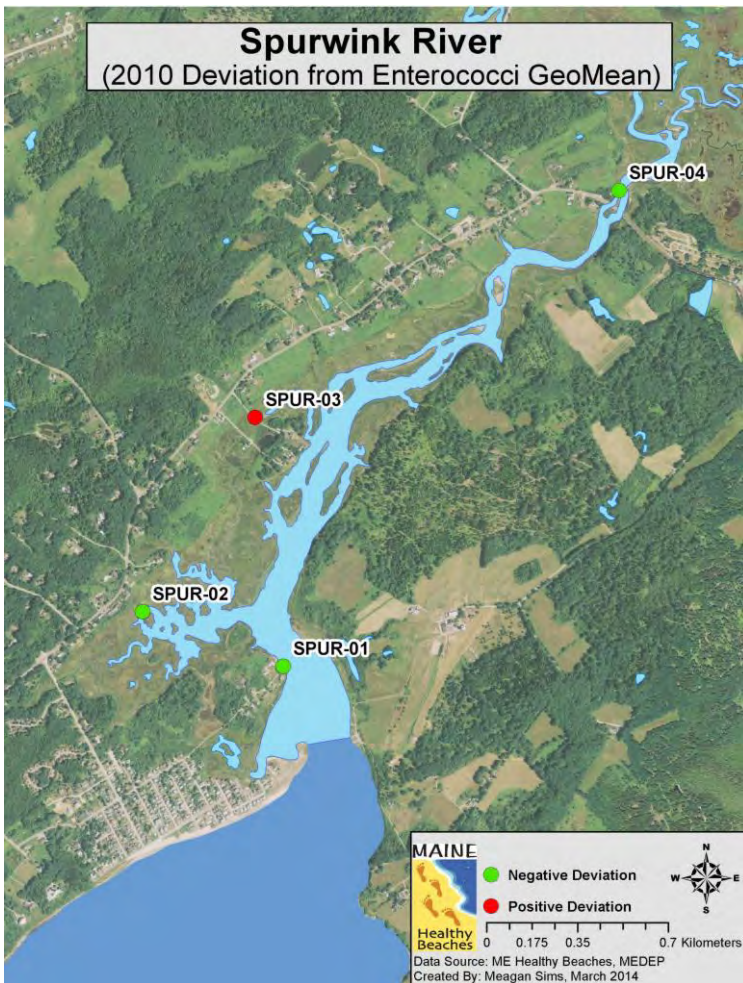 Spurwink River
(2010 Deviation from Enterococci GeoMean)
SPUR-04
SPUR-03
SPUR-02
SPUR-01
MAINE
Healthy
Beaches
Negative Deviation
Positive Deviation
N
W E
S
0 0.175 0.35 0.7 Kilometers
Data Source: ME Healthy Beaches, MEDEP
Created By: Meagan Sims, March 2014